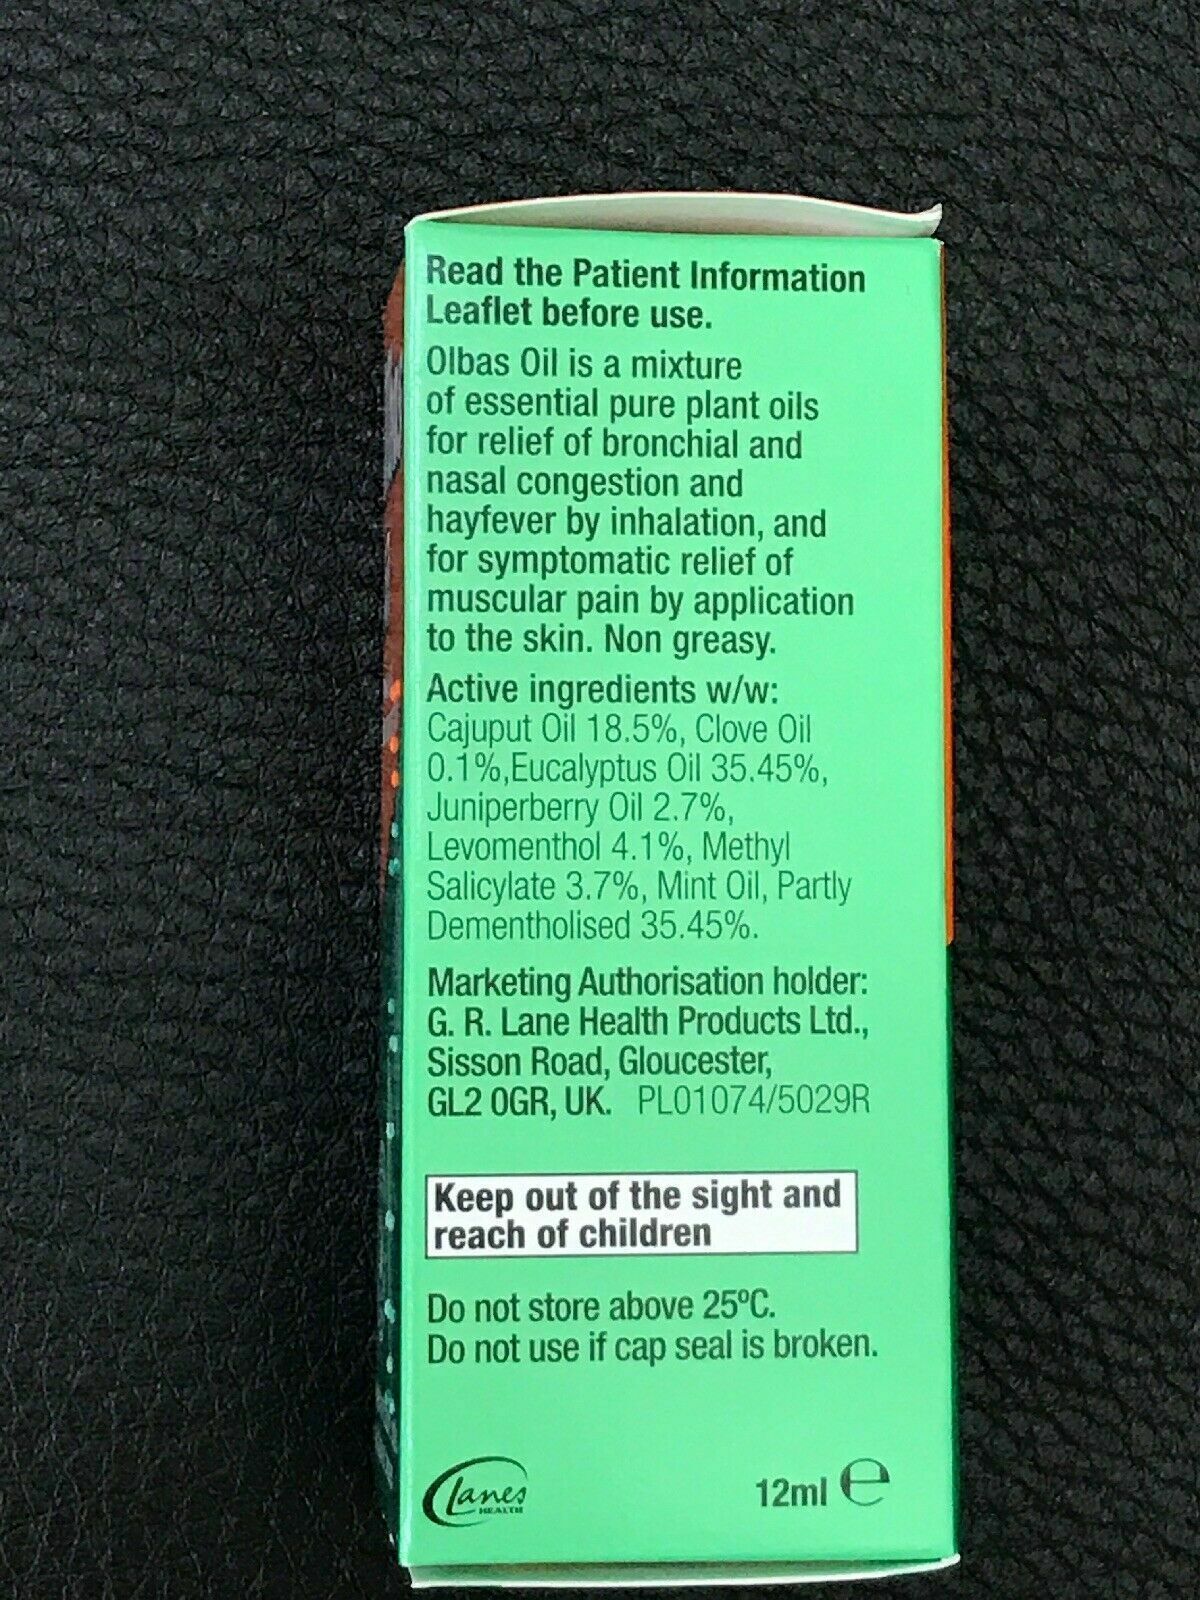 Read the Patient Information
Leaflet before use.
Olbas Oil is a mixture
of essential pure plant oils
for relief of bronchial and
nasal congestion and
hayfever by inhalation, and
for symptomatic relief of
muscular pain by application
to the skin. Non greasy.
Active ingredients w/w:
Cajuput Oil 18.5%, Clove Oil
0.1%,Eucalyptus Oil 35.45%,
Juniperberry Oil 2.7%,
Levomenthol 4.1%, Methyl
Salicylate 3.7%, Mint Oil, Partly
Dementholised 35.45%.
Marketing Authorisation holder:
G. R. Lane Health Products Ltd.,
Sisson Road, Gloucester,
GL2 0GR, UK. PL01074/5029R
Keep out of the sight and
reach of children
Do not store above 25ºC.
Do not use if cap seal is broken.
Lanes
HEALTH
12ml ℮